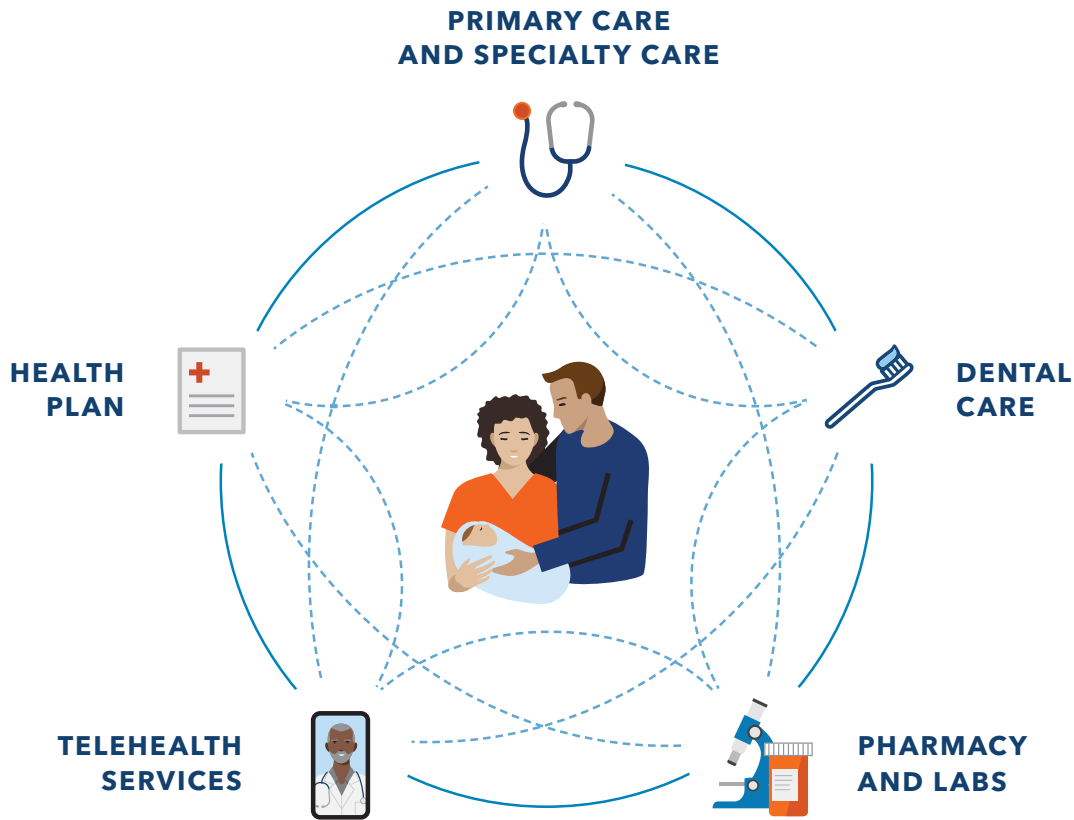 PRIMARY CARE
AND SPECIALTY CARE
HEALTH
PLAN
DENTAL
CARE
TELEHEALTH
SERVICES
PHARMACY
AND LABS